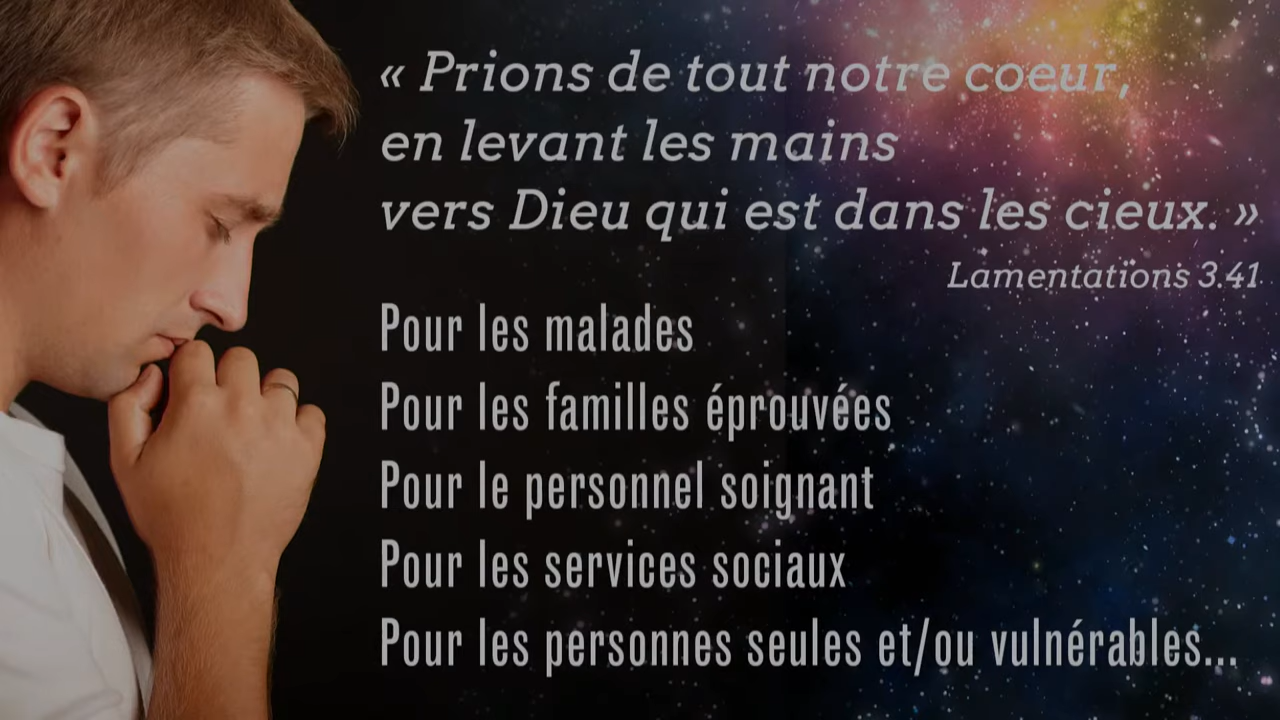 « Prions de tout notre coeur,
en levant les mains
vers Dieu qui est dans les cieux. »
Lamentations 3.41
Pour les malades
Pour les familles éprouvées
Pour le personnel soignant
Pour les services sociaux
Pour les personnes seules et/ou vulnérables...